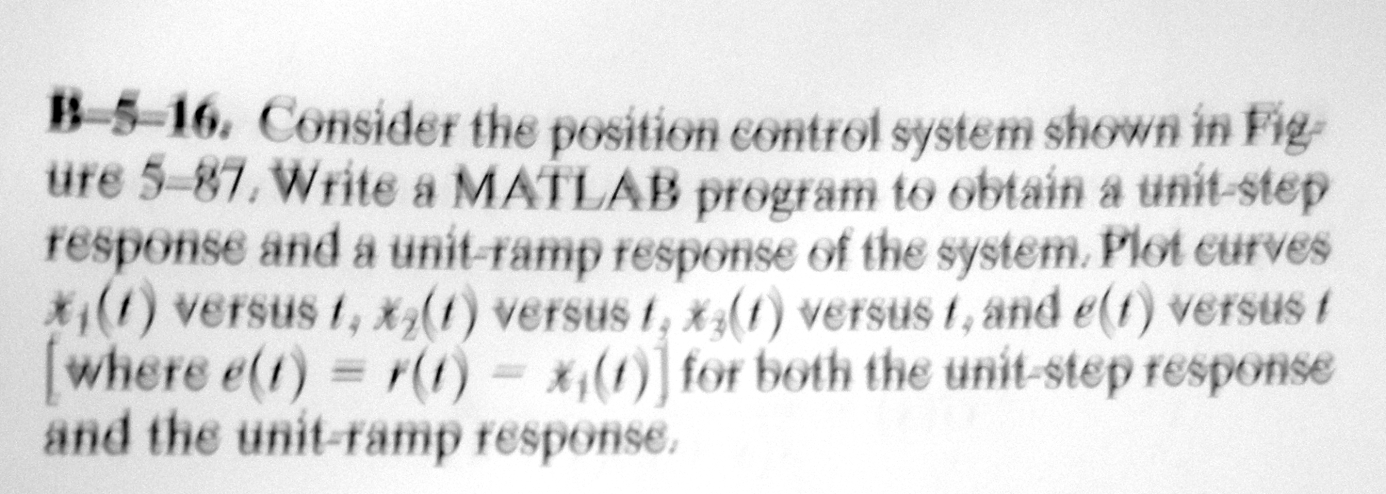 B–5–16. Consider the position control system shown in Fig-
ure 5–87. Write a MATLAB program to obtain a unit-step
response and a unit-ramp response of the system. Plot curves
x₁(t) versus t, x₂(t) versus t, x₃(t) versus t, and e(t) versus t
[where e(t) = r(t) − x₁(t)] for both the unit-step response
and the unit-ramp response.